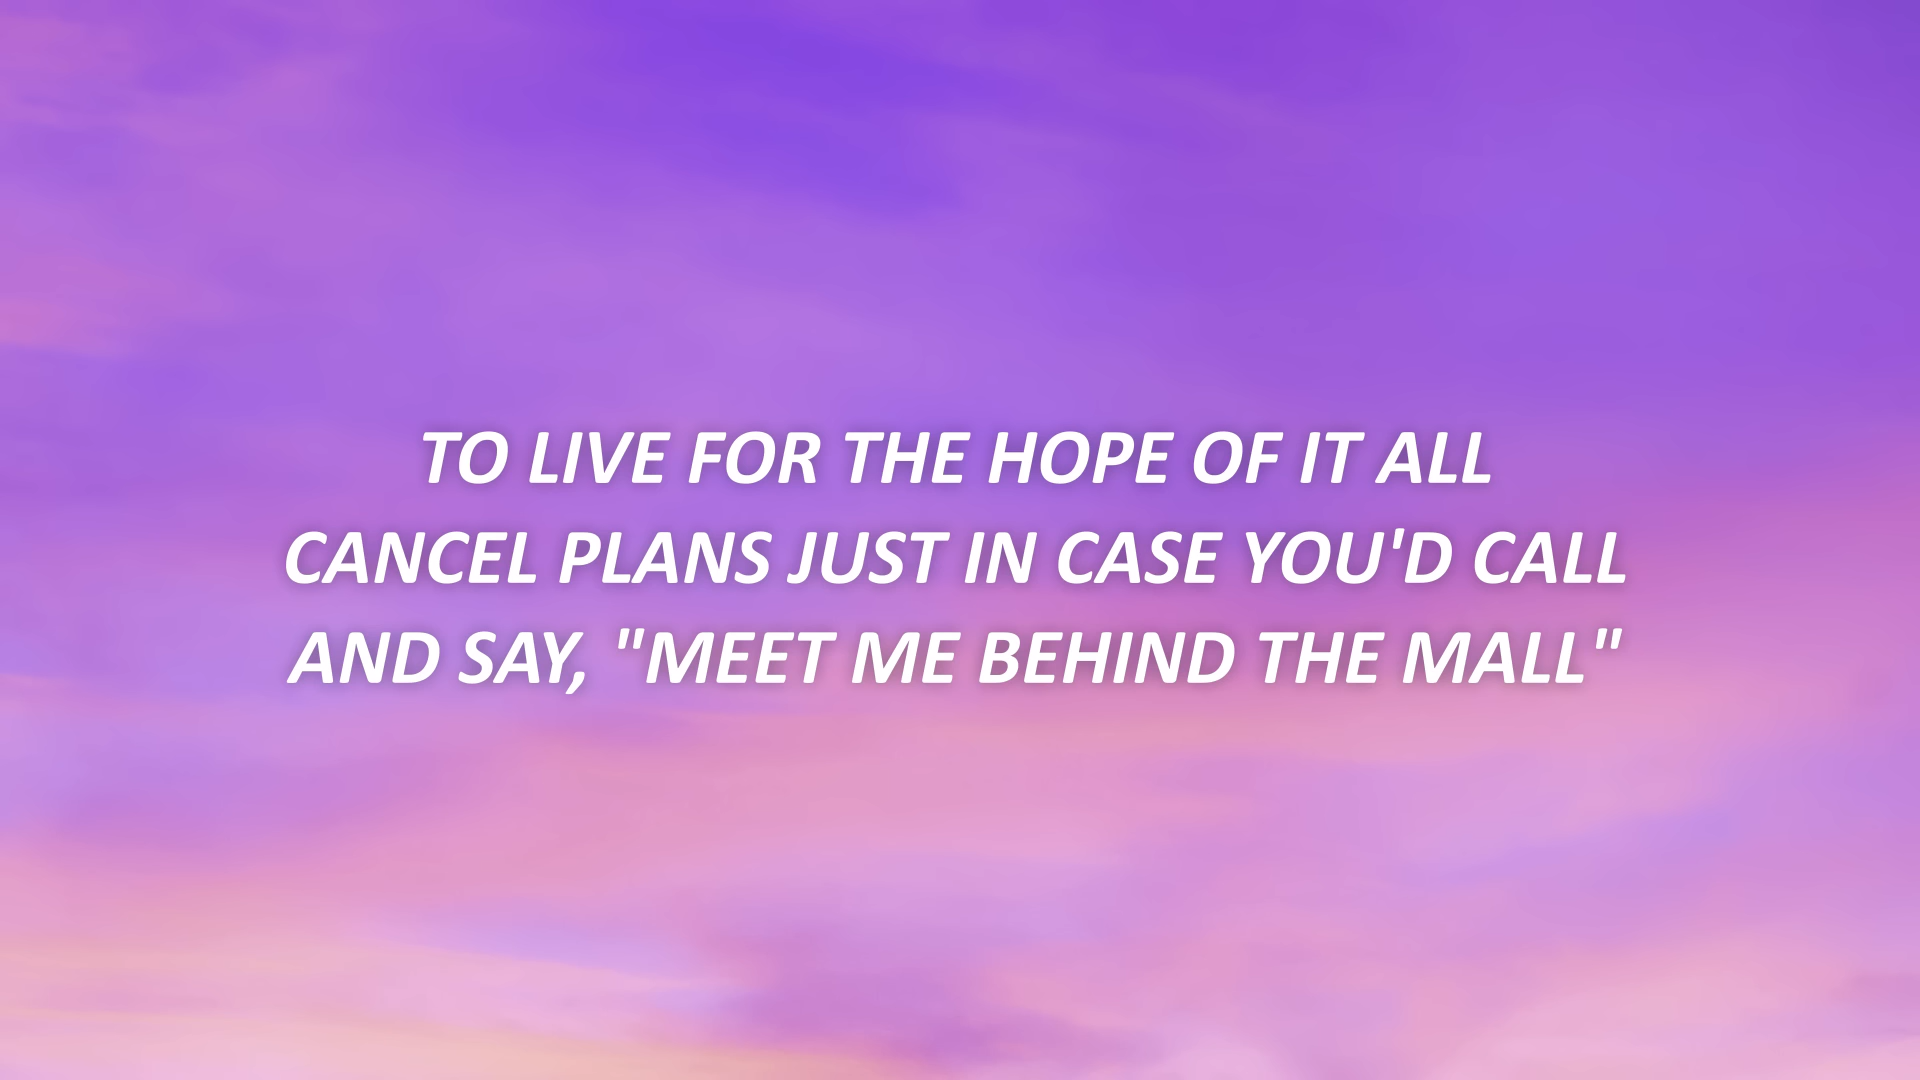 TO LIVE FOR THE HOPE OF IT ALL
CANCEL PLANS JUST IN CASE YOU'D CALL
AND SAY, "MEET ME BEHIND THE MALL"